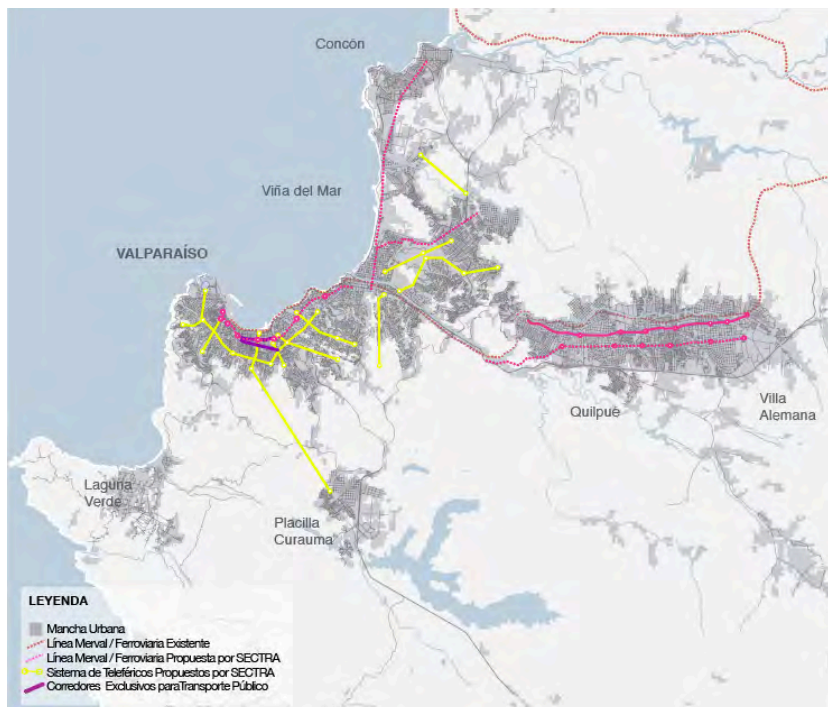 Concón
Viña del Mar
VALPARAÍSO
Quilpué
Villa
Alemana
Laguna
Verde
Placilla
Curauma
LEYENDA
Mancha Urbana
Línea Merval / Ferroviaria Existente
Línea Merval / Ferroviaria Propuesta por SECTRA
Sistema de Teleféricos Propuestos por SECTRA
Corredores Exclusivos paraTransporte Público